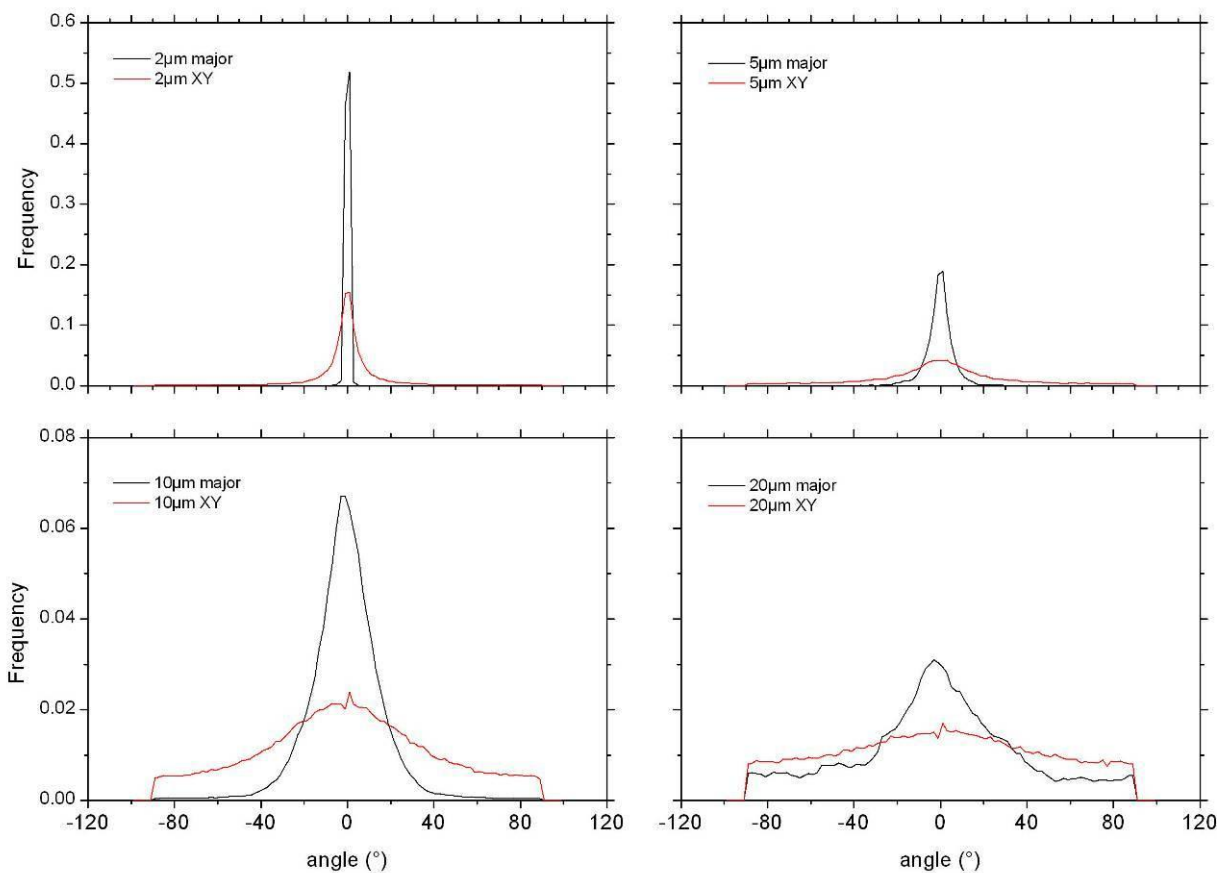 0.6
0.5
0.4
0.3
0.2
0.1
0.0
Frequency
2µm major
2µm XY
5µm major
5µm XY
0.08
0.06
0.04
0.02
0.00
Frequency
10µm major
10µm XY
20µm major
20µm XY
-120 -80 -40 0 40 80 120
-120 -80 -40 0 40 80 120
angle (°)
angle (°)